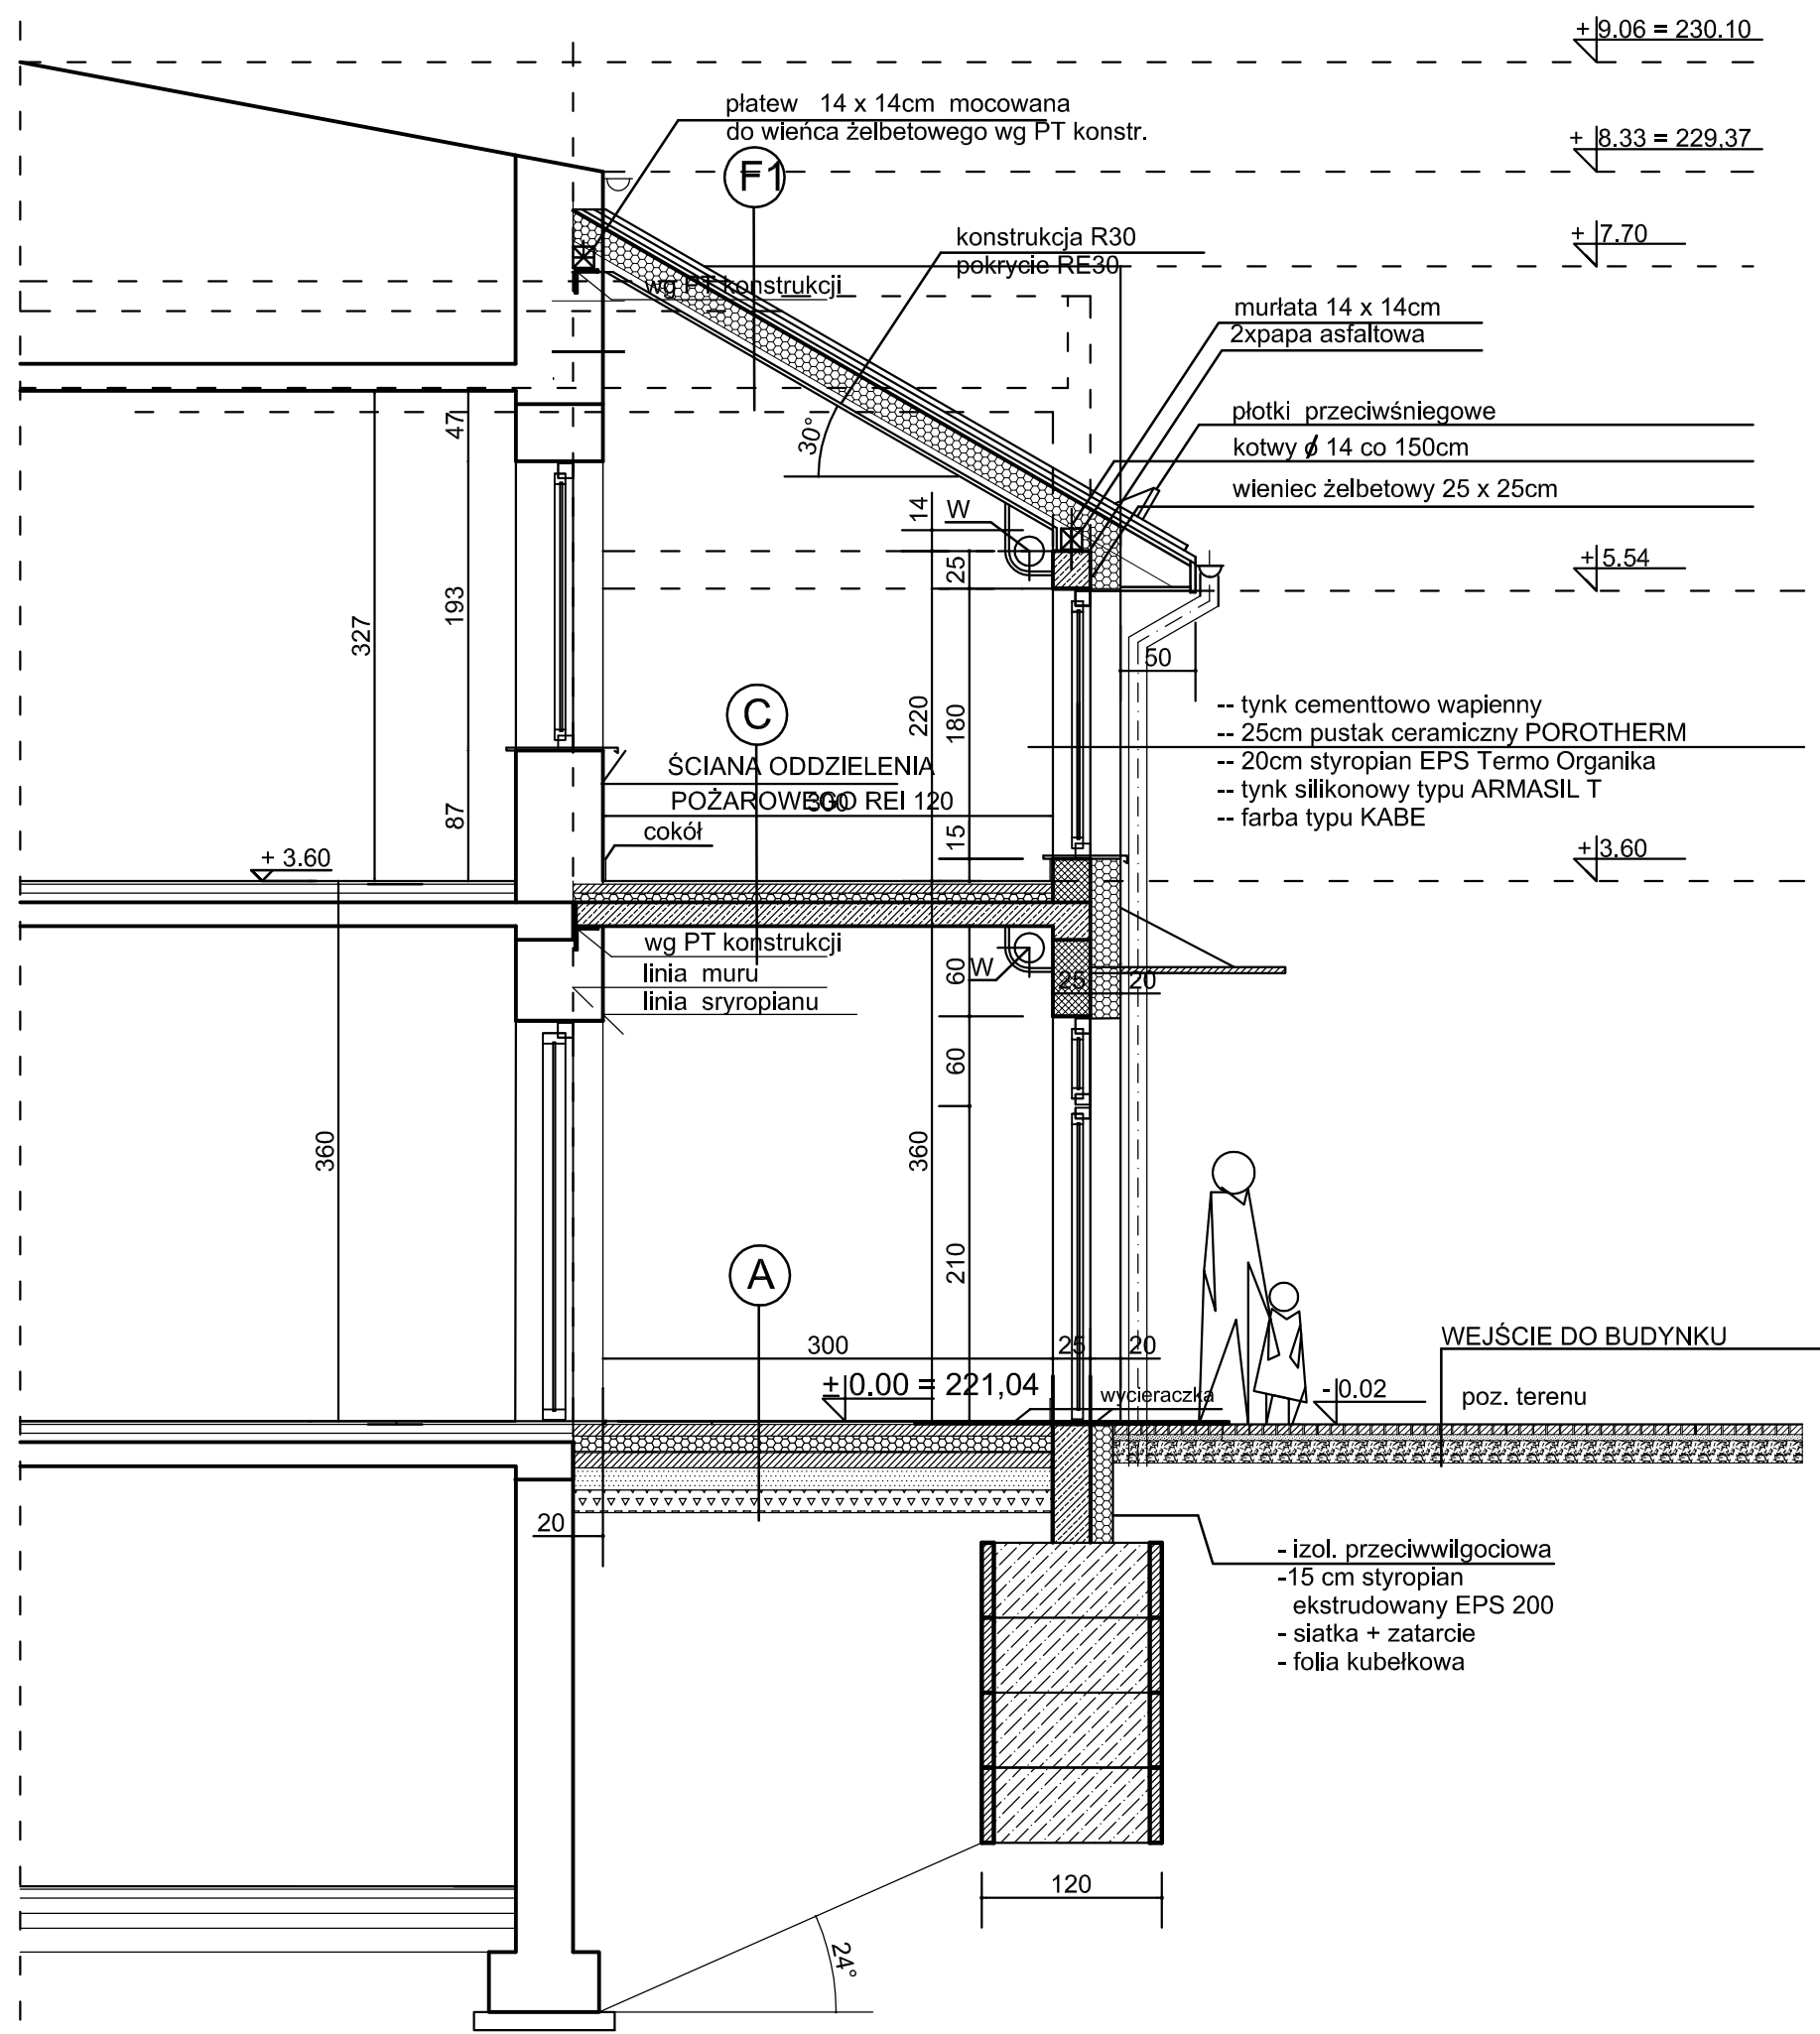 + 9.06 = 230.10
płatew 14 x 14cm mocowana
do wieńca żelbetowego wg PT konstr.
+ 8.33 = 229,37
F1
+ 7.70
konstrukcja R30
pokrycie RE30
wg PT konstrukcji
murłata 14 x 14cm
2xpapa asfaltowa
płotki przeciwśniegowe
47
30°
kotwy ϕ 14 co 150cm
wieniec żelbetowy 25 x 25cm
14
W
25
+5.54
193
327
50
220
180
C
-- tynk cementtowo wapienny
-- 25cm pustak ceramiczny POROTHERM
-- 20cm styropian EPS Termo Organika
-- tynk silikonowy typu ARMASIL T
-- farba typu KABE
ŚCIANA ODDZIELENIA
POŻAROWEGO REI 120
300
87
15
cokół
+ 3.60
+3.60
wg PT konstrukcji
linia muru
linia sryropianu
W
60
25
20
60
360
360
210
A
300
25
20
WEJŚCIE DO BUDYNKU
± 0.00 = 221,04
wycieraczka
-0.02
poz. terenu
20
- izol. przeciwwilgociowa
-15 cm styropian
ekstrudowany EPS 200
- siatka + zatarcie
- folia kubełkowa
120
24°